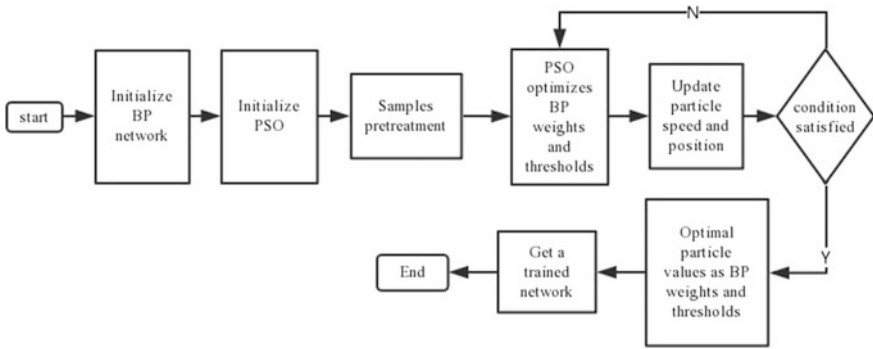 N
start
Initialize
BP
network
Initialize
PSO
Samples
pretreatment
PSO
optimizes
BP
weights
and
thresholds
Update
particle
speed and
position
condition
satisfied
Y
Optimal
particle
values as BP
weights and
thresholds
Get a
trained
network
End